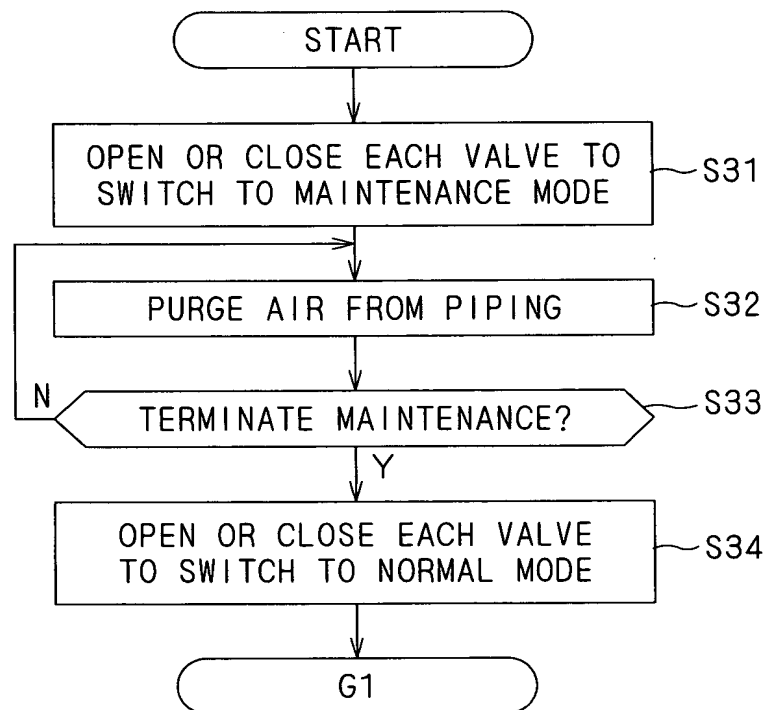 START
OPEN OR CLOSE EACH VALVE TO
SWITCH TO MAINTENANCE MODE
S31
PURGE AIR FROM PIPING
S32
N
TERMINATE MAINTENANCE?
S33
Y
OPEN OR CLOSE EACH VALVE
TO SWITCH TO NORMAL MODE
S34
G1